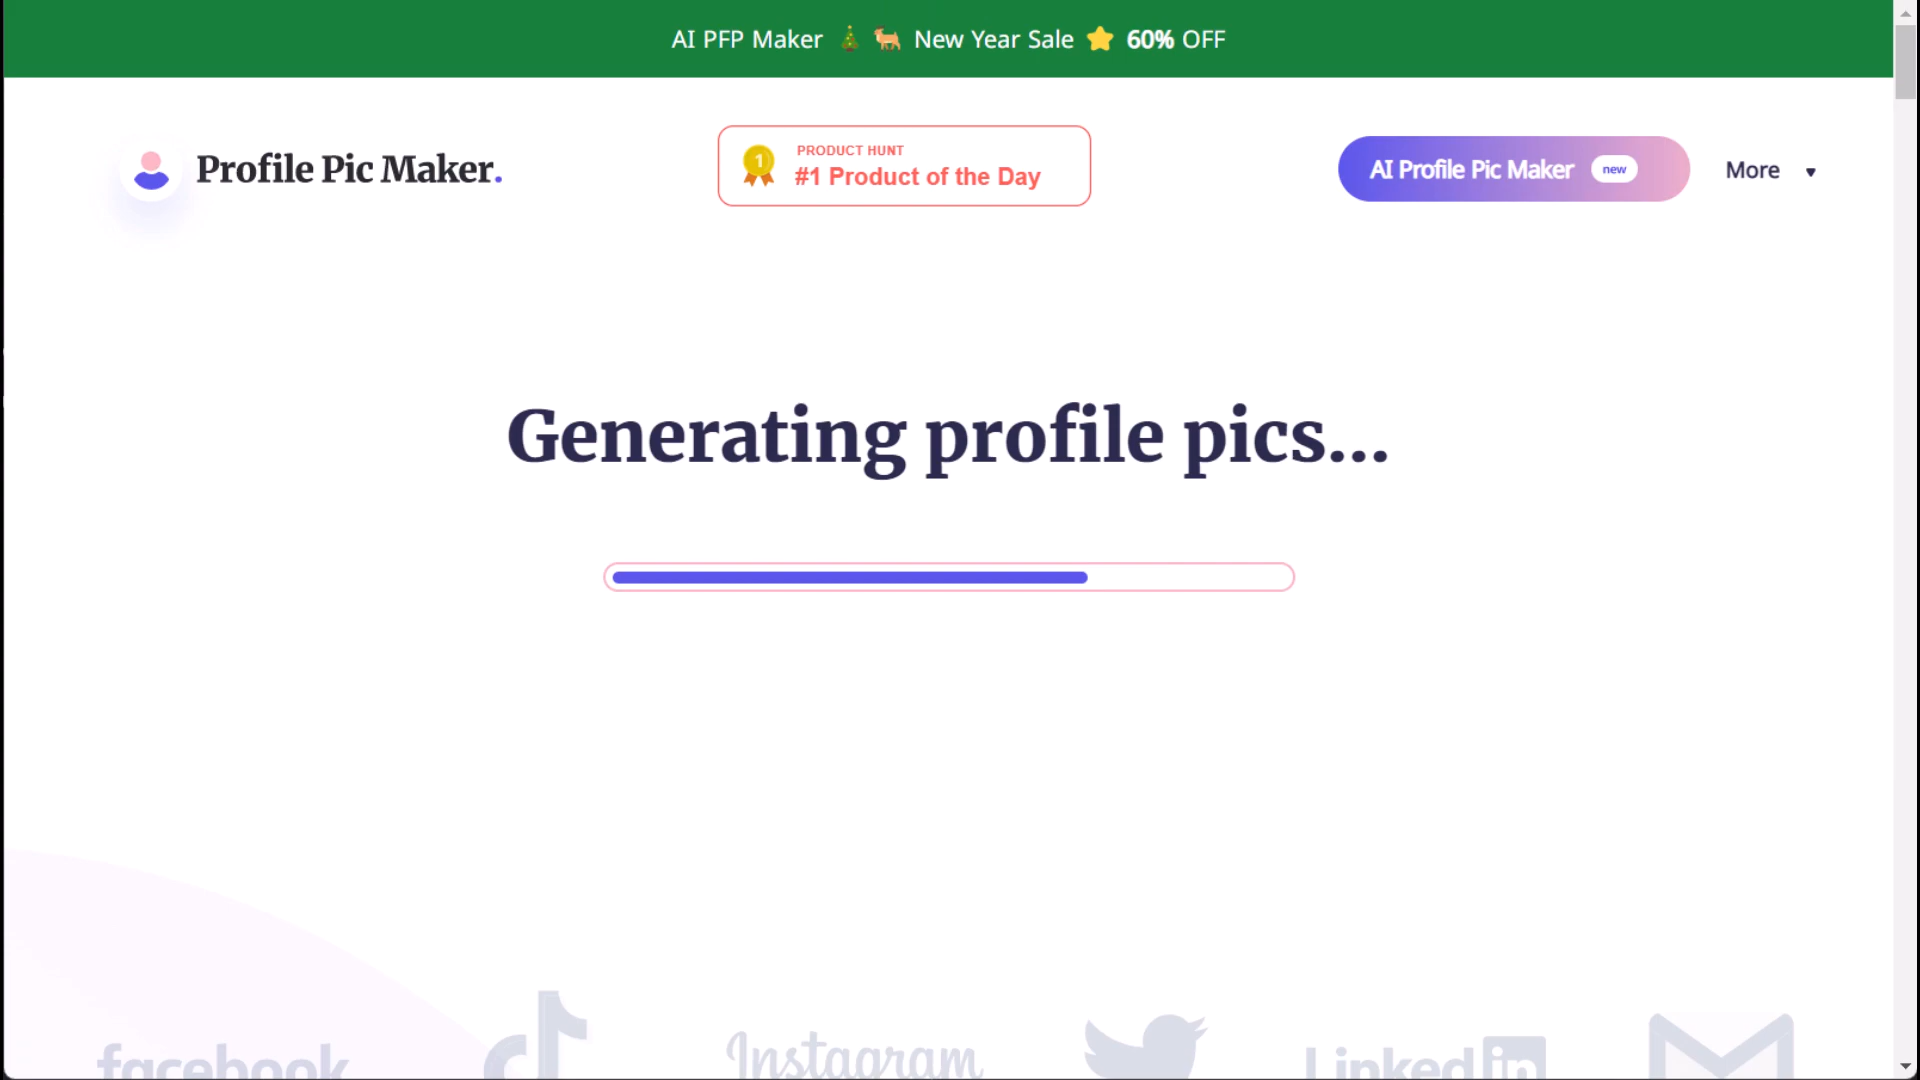 AI PFP Maker 🎄 🐂 New Year Sale ⭐ 60% OFF
Profile Pic Maker.
1
PRODUCT HUNT
#1 Product of the Day
AI Profile Pic Maker new
More
Generating profile pics...
facebook
Instagram
Linkedin